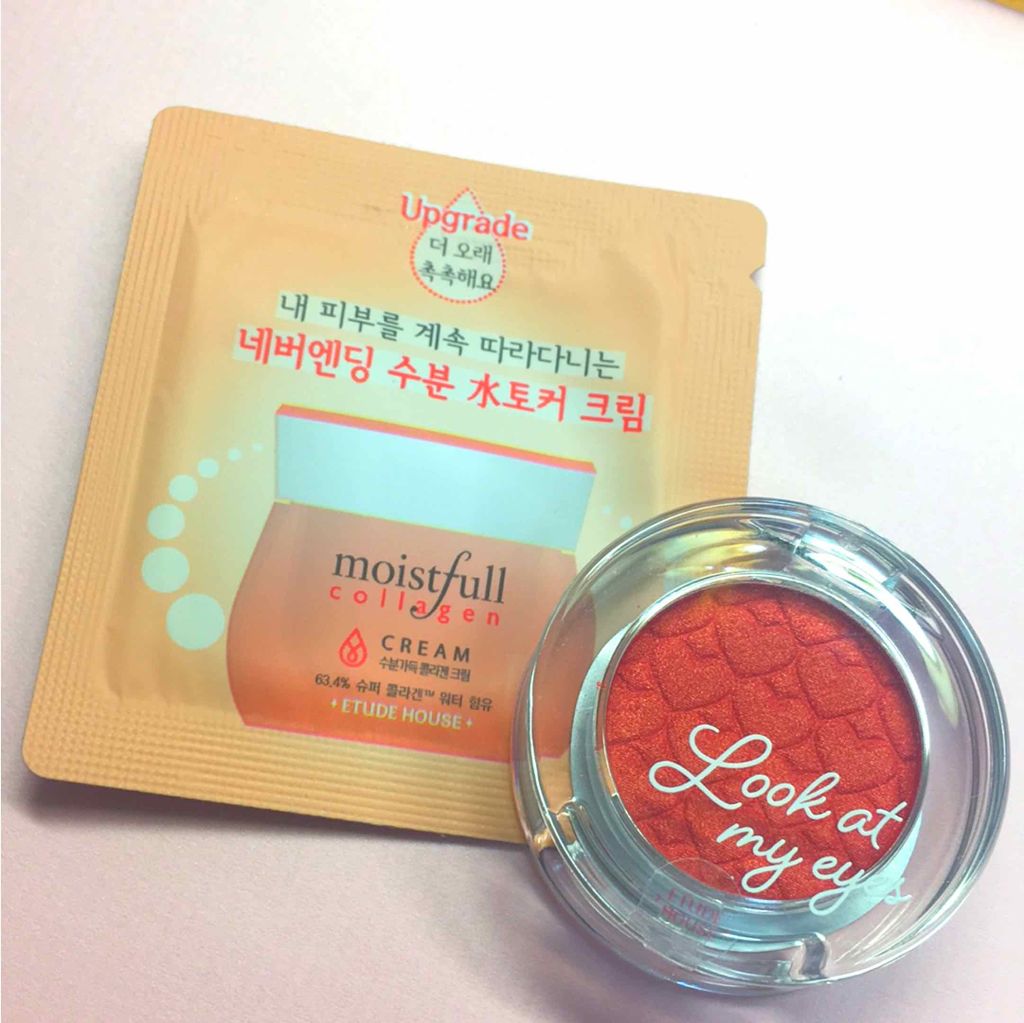 Upgrade
더 오래
촉촉해요
내 피부를 계속 따라다니는
네버엔딩 수분 水토커 크림
moistfull
collagen
CREAM
수분가득 콜라겐 크림
63.4% 슈퍼 콜라겐™ 워터 함유
ETUDE HOUSE
Look at
my eyes
ETUDE
HOUSE